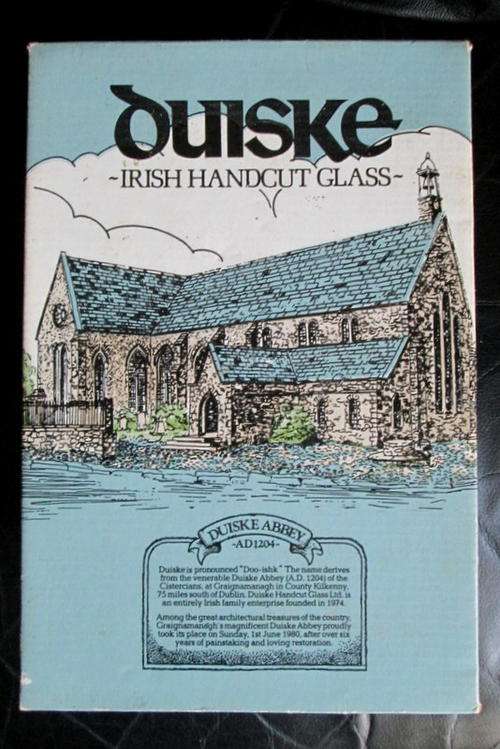 Duiske
~IRISH HANDCUT GLASS~
DUISKE ABBEY
-AD1204-
Duiske is pronounced "Doo-ishk." The name derives
from the venerable Duiske Abbey (A.D. 1204) of the
Cistercians, at Graignamanagh in County Kilkenny,
75 miles south of Dublin. Duiske Handcut Glass Ltd. is
an entirely Irish family enterprise founded in 1974.
Among the great architectural treasures of the country,
Graignamanagh's magnificent Duiske Abbey proudly
took its place on Sunday, 1st June 1980, after over six
years of painstaking and loving restoration.